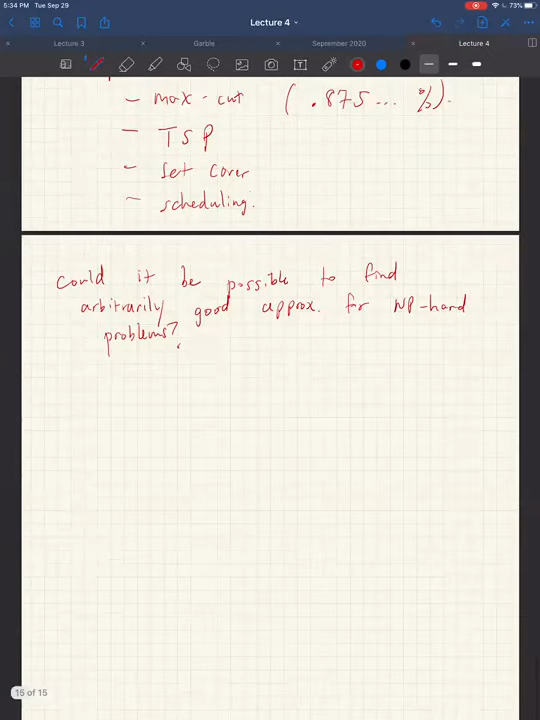 5:34 PM Tue Sep 29
73%
Lecture 4
Lecture 3
Garble
September 2020
Lecture 4
- max-cut (.875... %).
- TSP
- set cover
- scheduling.
Could it be possible to find
arbitrarily good approx. for NP-hard
problems?
15 of 15